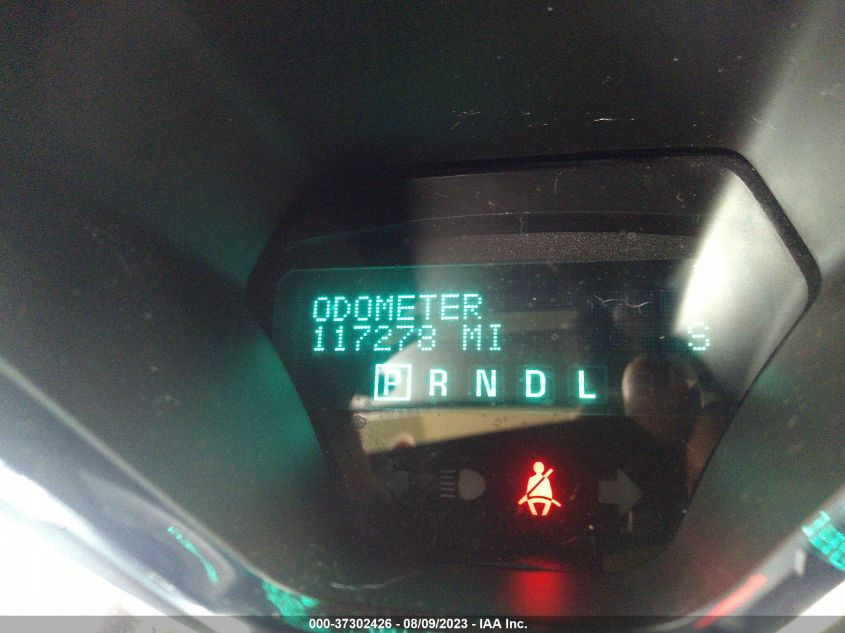 ODOMETER
117278 MI S
P R N D L
000-37302426 - 08/09/2023 - IAA Inc.